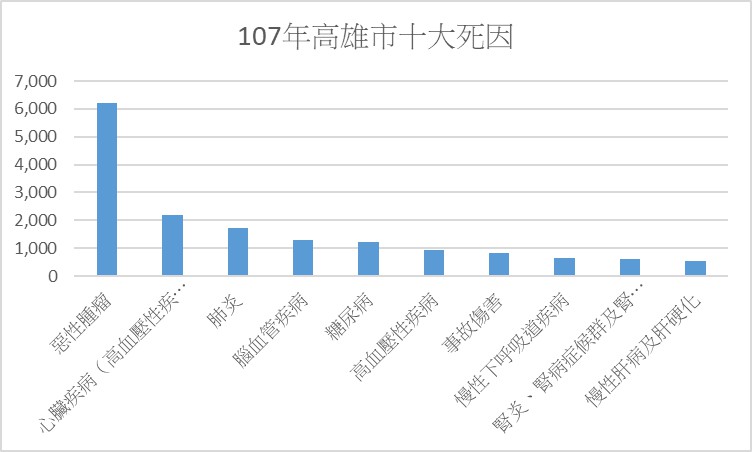 107年高雄市十大死因
7,000
6,000
5,000
4,000
3,000
2,000
1,000
0
惡性腫瘤
心臟疾病（高血壓性疾…
肺炎
腦血管疾病
糖尿病
高血壓性疾病
事故傷害
慢性下呼吸道疾病
腎炎、腎病症候群及腎…
慢性肝病及肝硬化